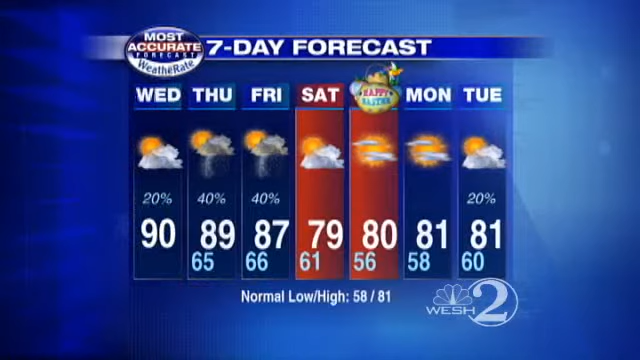 MOST
ACCURATE
FORECAST
WeatheRate
7-DAY FORECAST
WED THU FRI SAT HAPPY EASTER MON TUE
20% 40% 40% 20%
90 89 87 79 80 81 81
65 66 61 56 58 60
Normal Low/High: 58 / 81
WESH 2